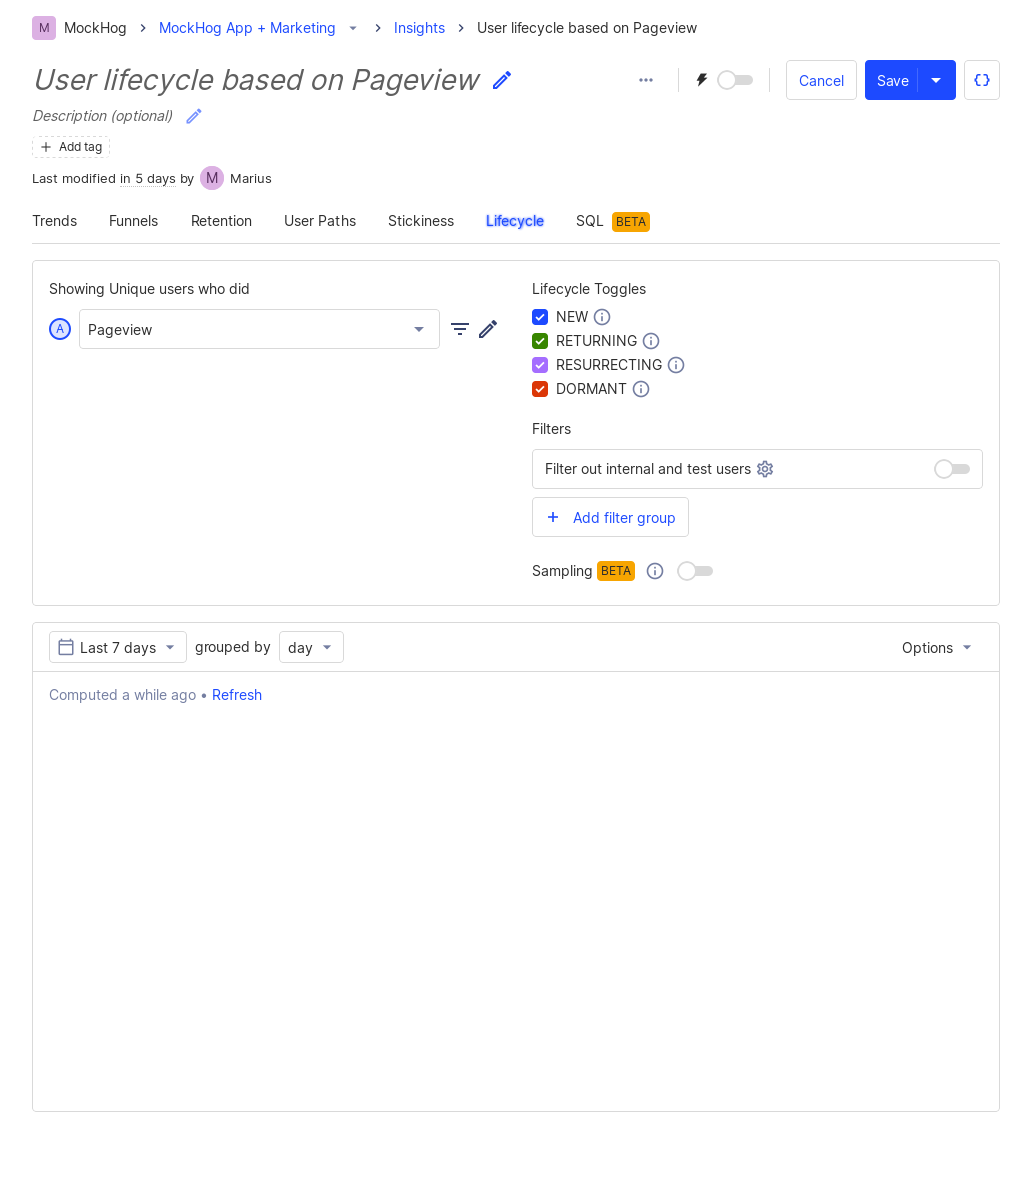 M MockHog MockHog App + Marketing Insights User lifecycle based on Pageview
User lifecycle based on Pageview
Cancel Save
Description (optional)
Add tag
Last modified in 5 days by M Marius
Trends Funnels Retention User Paths Stickiness Lifecycle SQL BETA
Showing Unique users who did
A Pageview
Lifecycle Toggles
NEW
RETURNING
RESURRECTING
DORMANT
Filters
Filter out internal and test users
Add filter group
Sampling BETA
Last 7 days grouped by day Options
Computed a while ago • Refresh